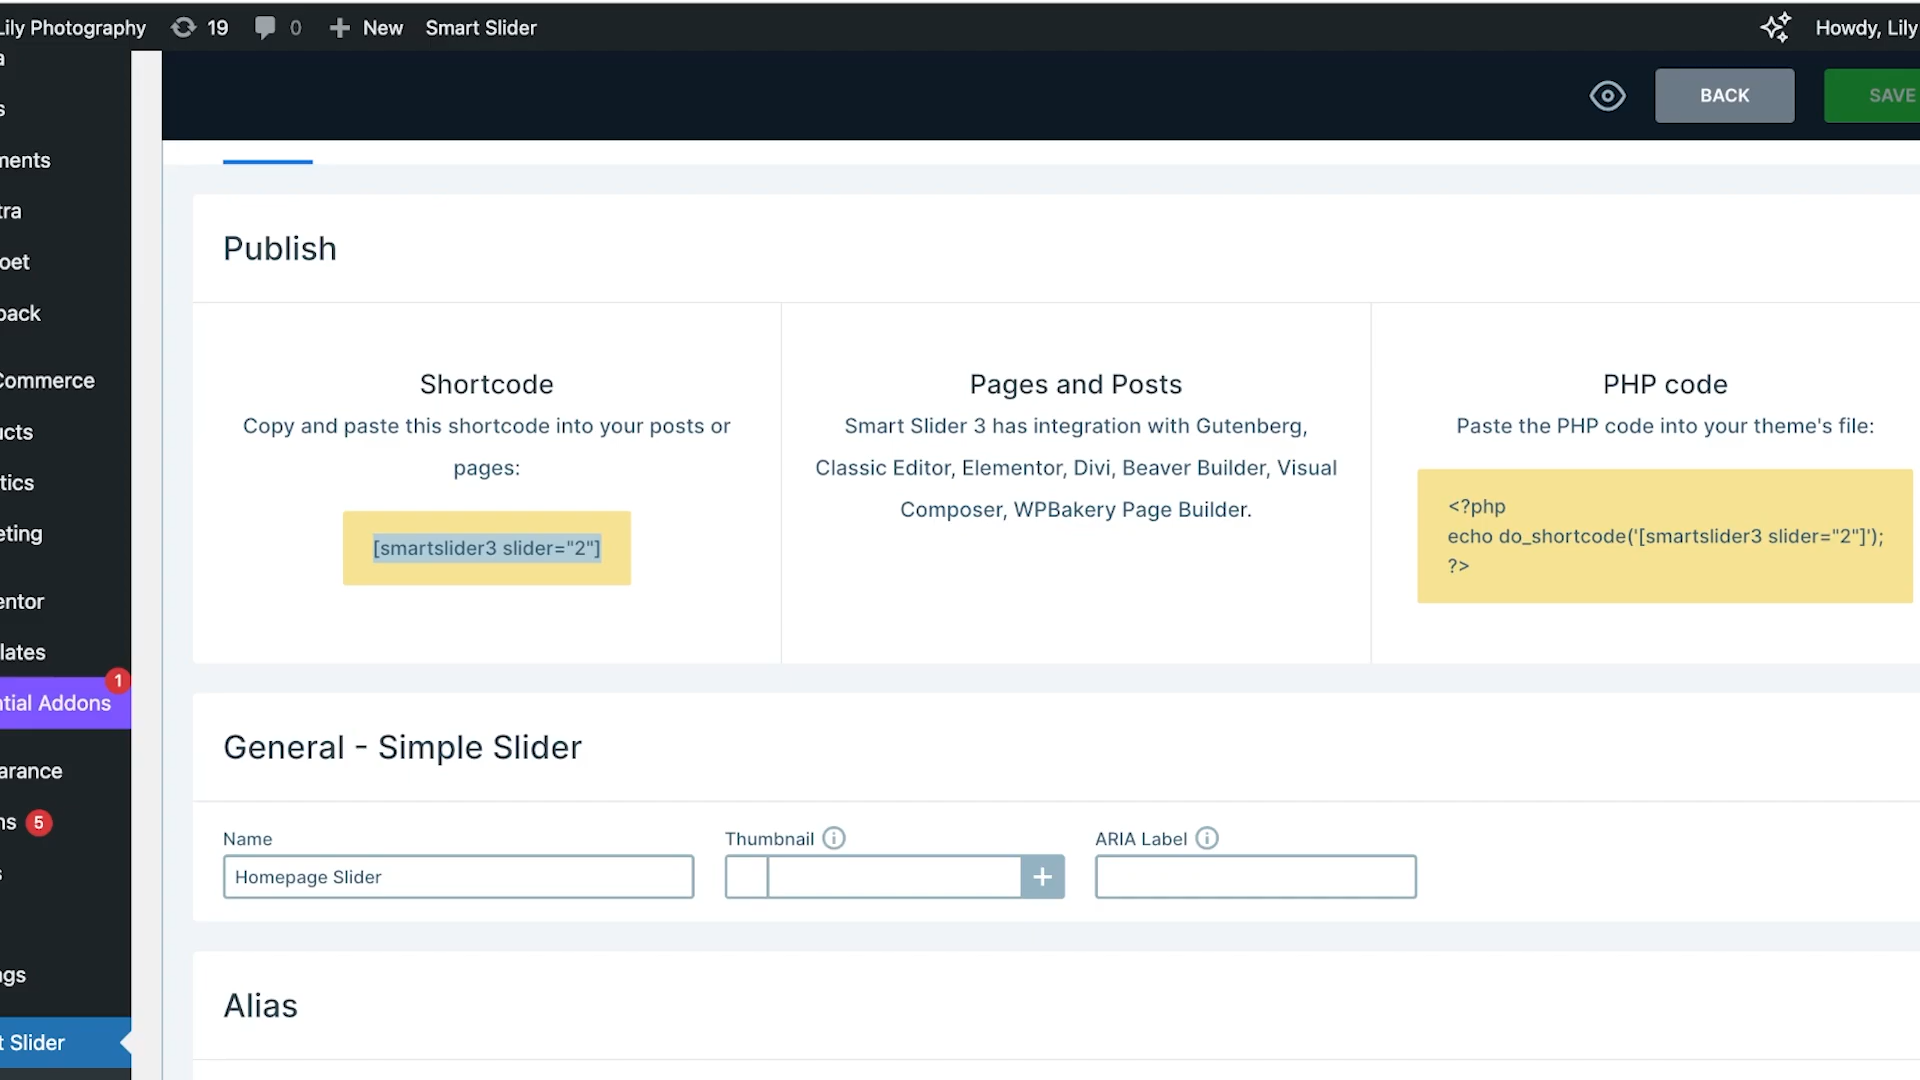 Lily Photography 19 0 New Smart Slider Howdy, Lily
BACK
SAVE
ments
tra
oet
pack
Commerce
ucts
tics
eting
entor
lates
1
ntial Addons
arance
ns 5
s
gs
t Slider
Publish
Shortcode
Copy and paste this shortcode into your posts or
pages:
[smartslider3 slider="2"]
Pages and Posts
Smart Slider 3 has integration with Gutenberg,
Classic Editor, Elementor, Divi, Beaver Builder, Visual
Composer, WPBakery Page Builder.
PHP code
Paste the PHP code into your theme's file:
<?php
echo do_shortcode('[smartslider3 slider="2"]');
?>
General - Simple Slider
Name
Homepage Slider
Thumbnail
ARIA Label
Alias